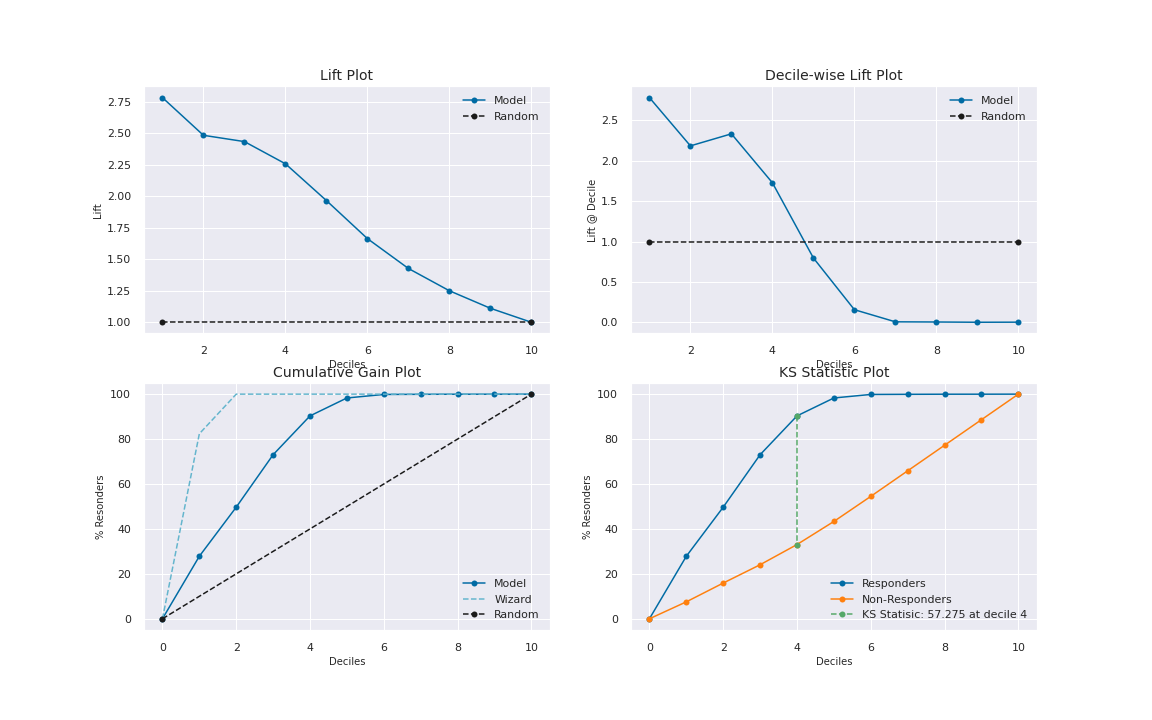 Lift Plot
Lift
2.75
2.50
2.25
2.00
1.75
1.50
1.25
1.00
2 4 6 8 10
Deciles
Model
Random
Decile-wise Lift Plot
Lift @ Decile
2.5
2.0
1.5
1.0
0.5
0.0
2 4 6 8 10
Deciles
Model
Random
Cumulative Gain Plot
% Resonders
100
80
60
40
20
0
0 2 4 6 8 10
Deciles
Model
Wizard
Random
KS Statistic Plot
% Resonders
100
80
60
40
20
0
0 2 4 6 8 10
Deciles
Responders
Non-Responders
KS Statisic: 57.275 at decile 4